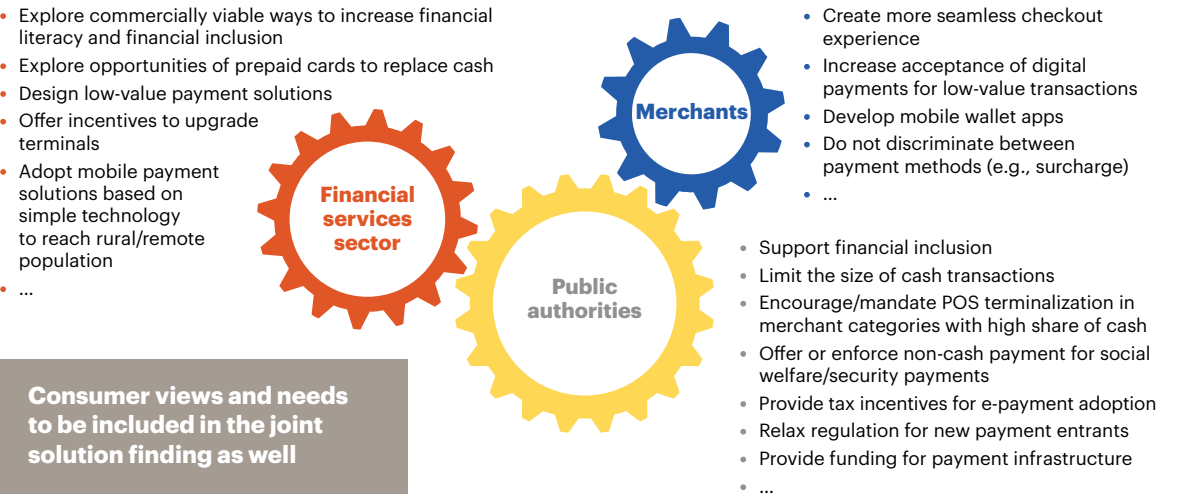 • Explore commercially viable ways to increase financial
literacy and financial inclusion
• Explore opportunities of prepaid cards to replace cash
• Design low-value payment solutions
• Offer incentives to upgrade
terminals
• Adopt mobile payment
solutions based on
simple technology
to reach rural/remote
population
• ...
Financial
services
sector
Merchants
• Create more seamless checkout
experience
• Increase acceptance of digital
payments for low-value transactions
• Develop mobile wallet apps
• Do not discriminate between
payment methods (e.g., surcharge)
• ...
Public
authorities
• Support financial inclusion
• Limit the size of cash transactions
• Encourage/mandate POS terminalization in
merchant categories with high share of cash
• Offer or enforce non-cash payment for social
welfare/security payments
• Provide tax incentives for e-payment adoption
• Relax regulation for new payment entrants
• Provide funding for payment infrastructure
• ...
Consumer views and needs
to be included in the joint
solution finding as well